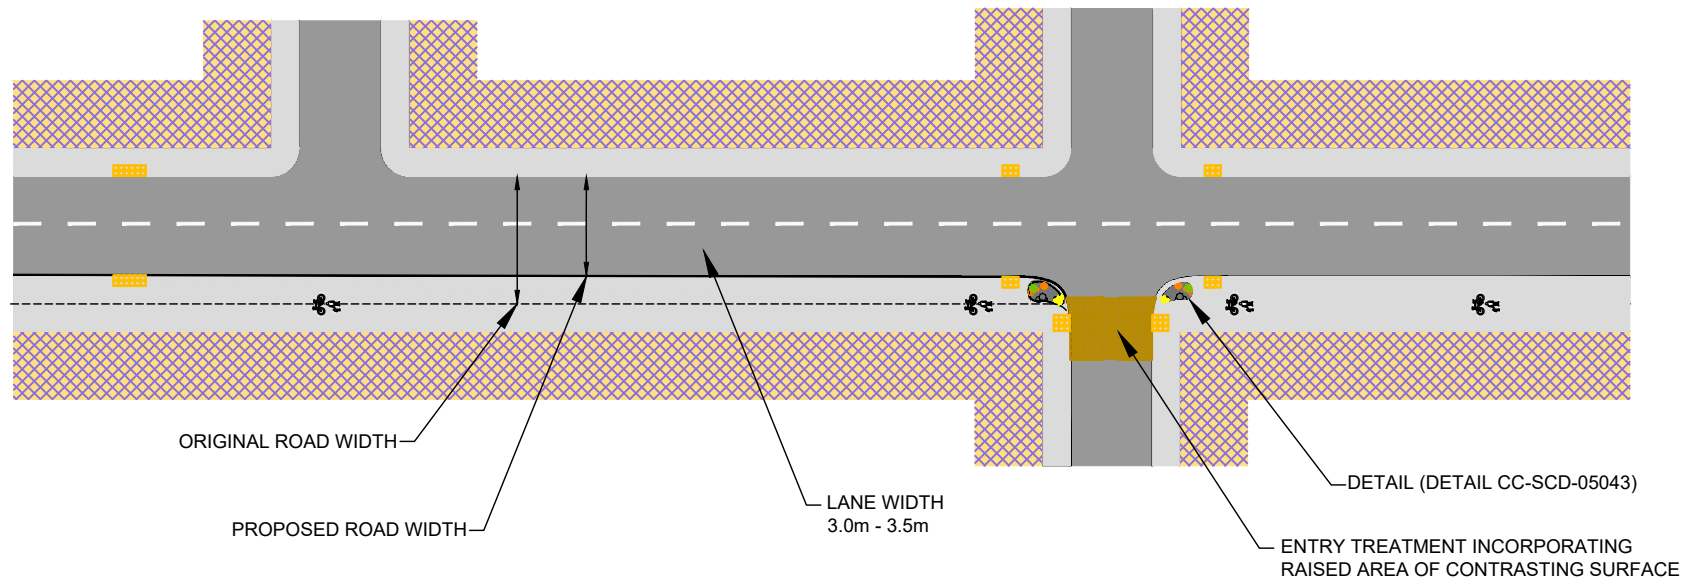 ORIGINAL ROAD WIDTH
PROPOSED ROAD WIDTH
LANE WIDTH
3.0m - 3.5m
DETAIL (DETAIL CC-SCD-05043)
ENTRY TREATMENT INCORPORATING
RAISED AREA OF CONTRASTING SURFACE